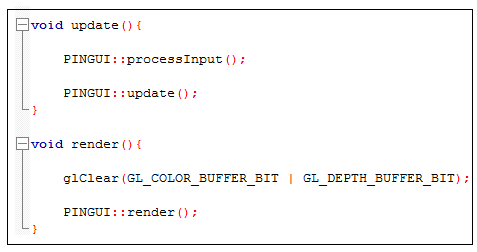 void update(){
PINGUI::processInput();
PINGUI::update();
}
void render(){
glClear(GL_COLOR_BUFFER_BIT | GL_DEPTH_BUFFER_BIT);
PINGUI::render();
}